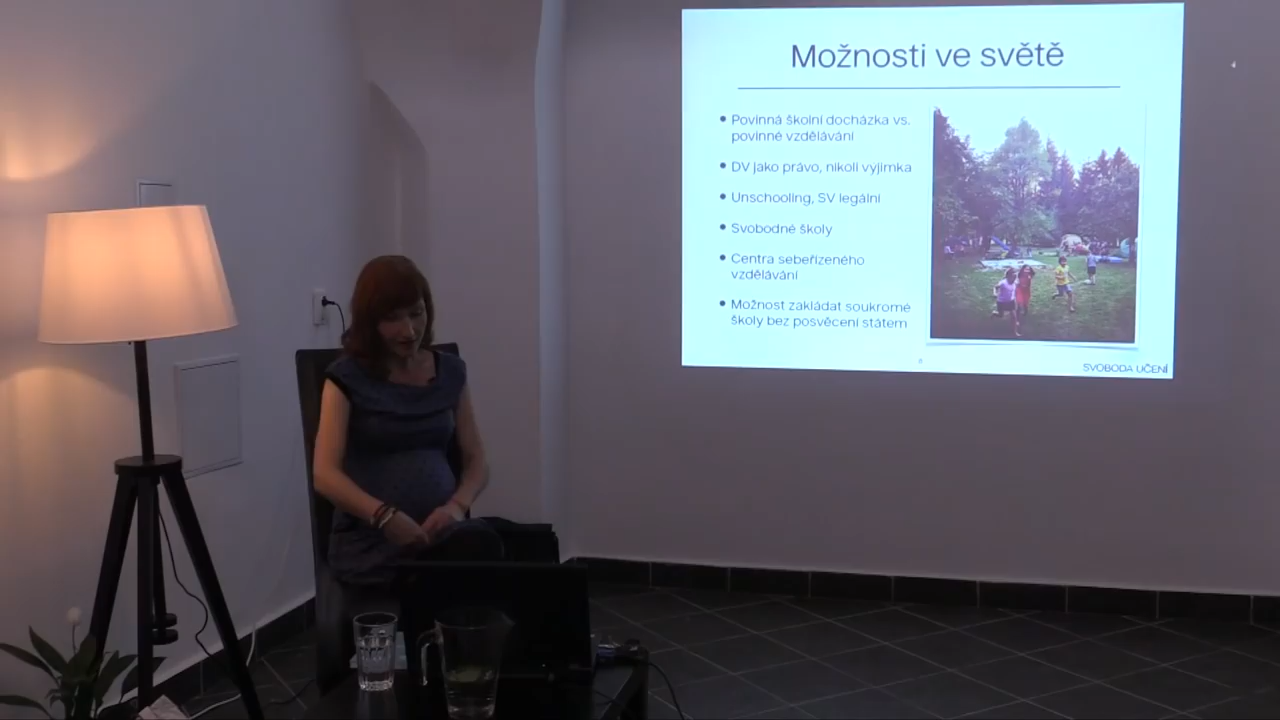 Možnosti ve světě
Povinná školní docházka vs.
povinné vzdělávání
DV jako právo, nikoli vyjímka
Unschooling, SV legální
Svobodné školy
Centra sebeřízeného
vzdělávání
Možnost zakládat soukromé
školy bez posvěcení státem
SVOBODA UČENÍ